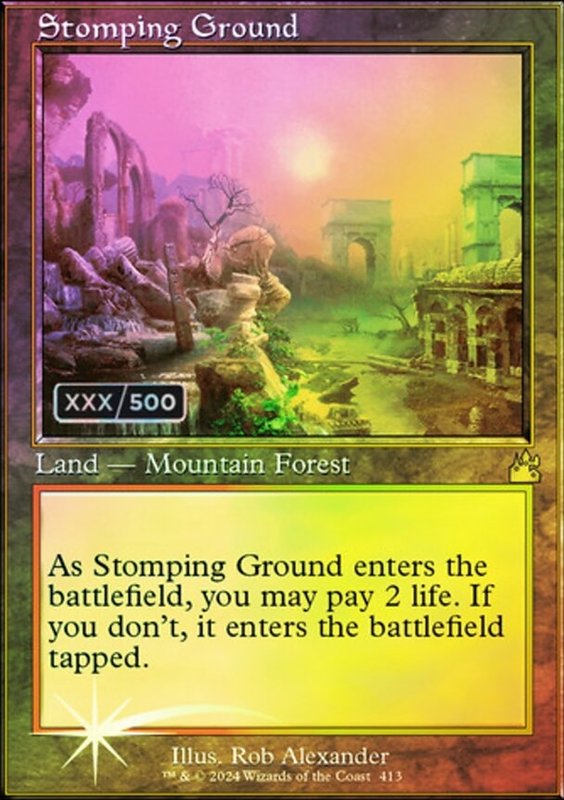 Stomping Ground
XXX/500
Land — Mountain Forest
As Stomping Ground enters the
battlefield, you may pay 2 life. If
you don't, it enters the battlefield
tapped.
Illus. Rob Alexander
™ & © 2024 Wizards of the Coast 413